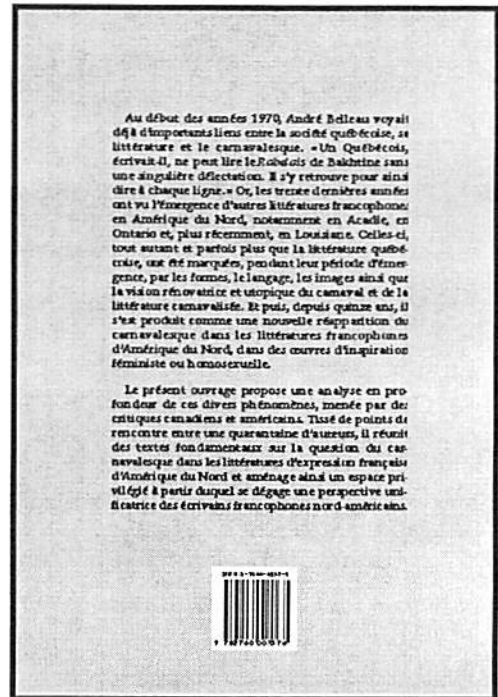 Au début des années 1970, André Belleau voyait
déjà d'importants liens entre la société québécoise, sa
littérature et le carnavalesque. « Un Québécois,
écrivait-il, ne peut lire le Rabelais de Bakhtine sans
une singulière délectation. Il s'y retrouve pour ainsi
dire à chaque ligne. » Or, les trente dernières années
ont vu l'émergence d'autres littératures francophones
en Amérique du Nord, notamment en Acadie, en
Ontario et, plus récemment, en Louisiane. Celles-ci,
tout autant et parfois plus que la littérature québé-
coise, ont été marquées, pendant leur période d'émer-
gence, par les formes, le langage, les images ainsi que
la vision rénovatrice et utopique du carnaval et de la
littérature carnavalisée. Et puis, depuis quinze ans, il
s'est produit comme une nouvelle réapparition du
carnavalesque dans les littératures francophones
d'Amérique du Nord, dans des œuvres d'inspiration
féministe ou homosexuelle.
Le présent ouvrage propose une analyse en pro-
fondeur de ces divers phénomènes, menée par des
critiques canadiens et américains. Tissé de points de
rencontre entre une quarantaine d'auteurs, il réunit
des textes fondamentaux sur la question du car-
navalesque dans les littératures d'expression française
d'Amérique du Nord et aménage ainsi un espace pri-
vilégié à partir duquel se dégage une perspective uni-
ficatrice des écrivains francophones nord-américains.